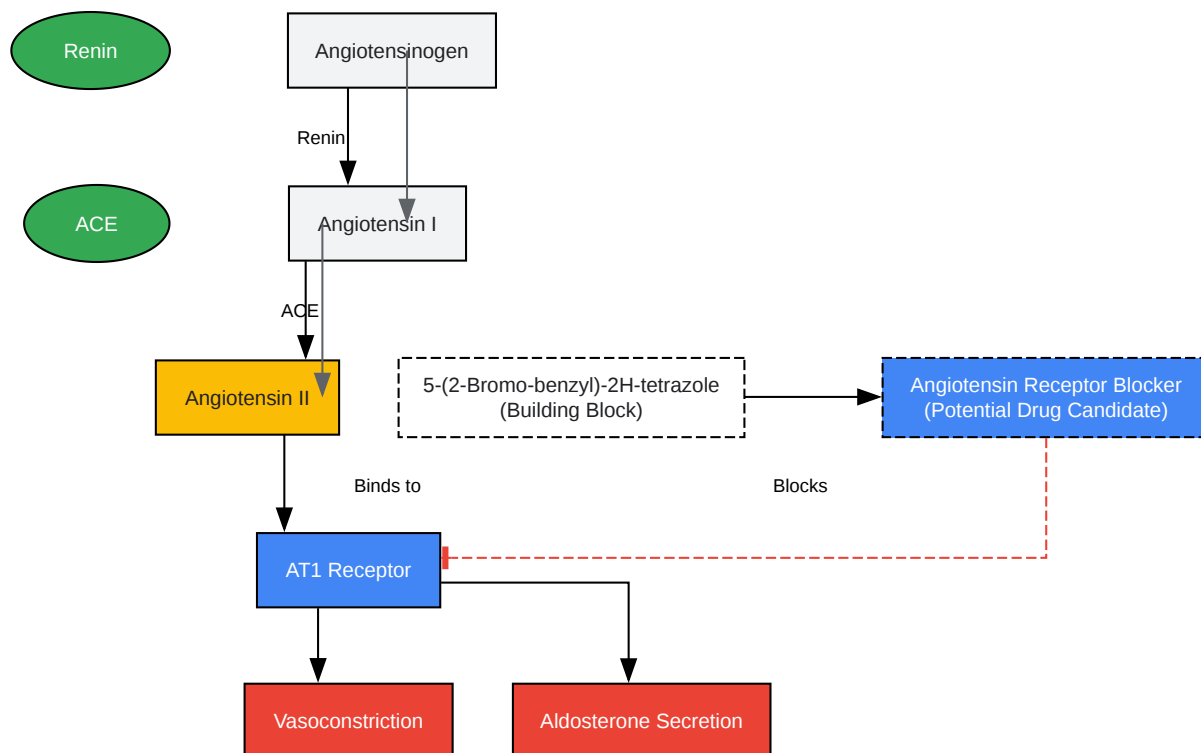 Renin
Angiotensinogen
Renin
ACE
Angiotensin I
ACE
Angiotensin II
5-(2-Bromo-benzyl)-2H-tetrazole
(Building Block)
Angiotensin Receptor Blocker
(Potential Drug Candidate)
Binds to
Blocks
AT1 Receptor
Vasoconstriction
Aldosterone Secretion